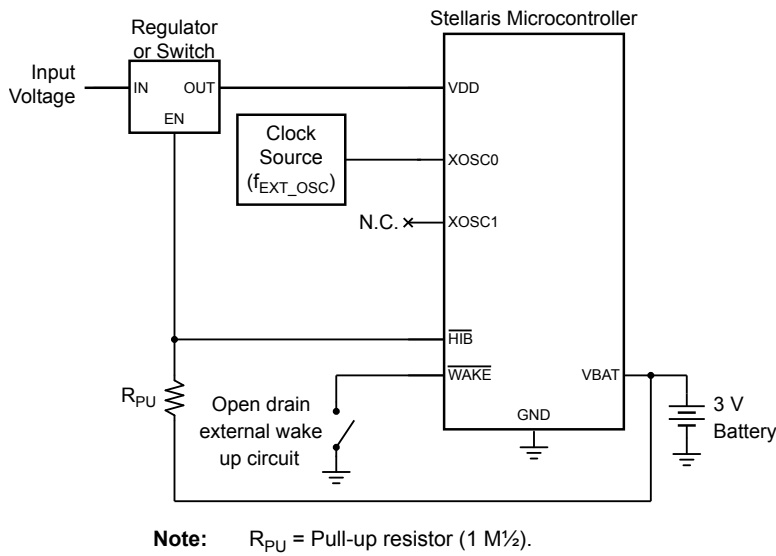 Stellaris Microcontroller
Regulator
or Switch
Input
Voltage
IN
OUT
EN
VDD
Clock
Source
(fEXT_OSC)
XOSC0
N.C.
XOSC1
HIB
WAKE
VBAT
RPU
Open drain
external wake
up circuit
GND
3 V
Battery
Note: RPU = Pull-up resistor (1 M½).